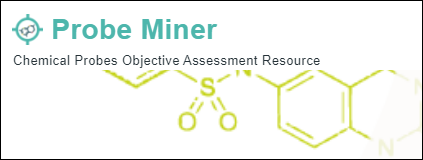 Probe Miner
Chemical Probes Objective Assessment Resource
N
S
O O
N
N